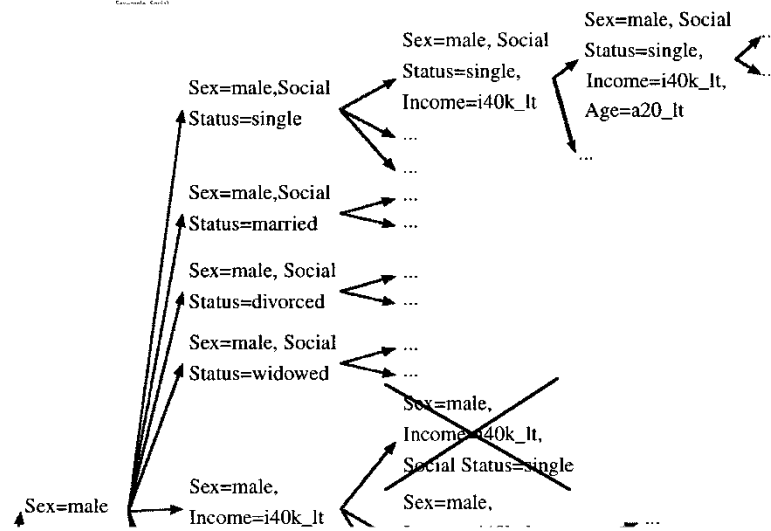 Sex=male, Social
Status=single,
Income=i40k_lt,
Age=a20_lt
...
...
...
Sex=male, Social
Status=single,
Income=i40k_lt
...
...
Sex=male,Social
Status=single
Sex=male,Social
Status=married
...
...
Sex=male, Social
Status=divorced
...
...
Sex=male, Social
Status=widowed
...
...
Sex=male,
Income=i40k_lt,
Social Status=single
Sex=male
Sex=male,
Income=i40k_lt
Sex=male,
...